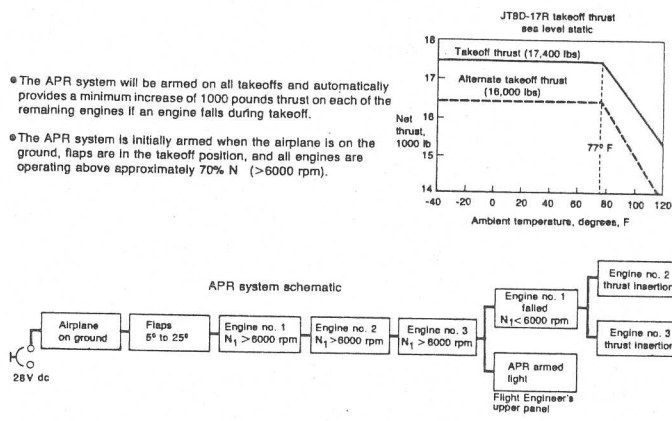 JT8D-17R takeoff thrust
sea level static
Takeoff thrust (17,400 lbs)
Alternate takeoff thrust
(16,000 lbs)
Net
thrust,
1000 lb
18
17
16
15
14
77° F
-40 -20 0 20 40 60 80 100 120
Ambient temperature, degrees, F
The APR system will be armed on all takeoffs and automatically
provides a minimum increase of 1000 pounds thrust on each of the
remaining engines if an engine fails during takeoff.
The APR system is initially armed when the airplane is on the
ground, flaps are in the takeoff position, and all engines are
operating above approximately 70% N (>6000 rpm).
APR system schematic
28V dc
Airplane
on ground
Flaps
5° to 25°
Engine no. 1
N1 >6000 rpm
Engine no. 2
N1 >6000 rpm
Engine no. 3
N1 >6000 rpm
Engine no. 1
failed
N1< 6000 rpm
APR armed
light
Flight Engineer's
upper panel
Engine no. 2
thrust insertion
Engine no. 3
thrust insertion